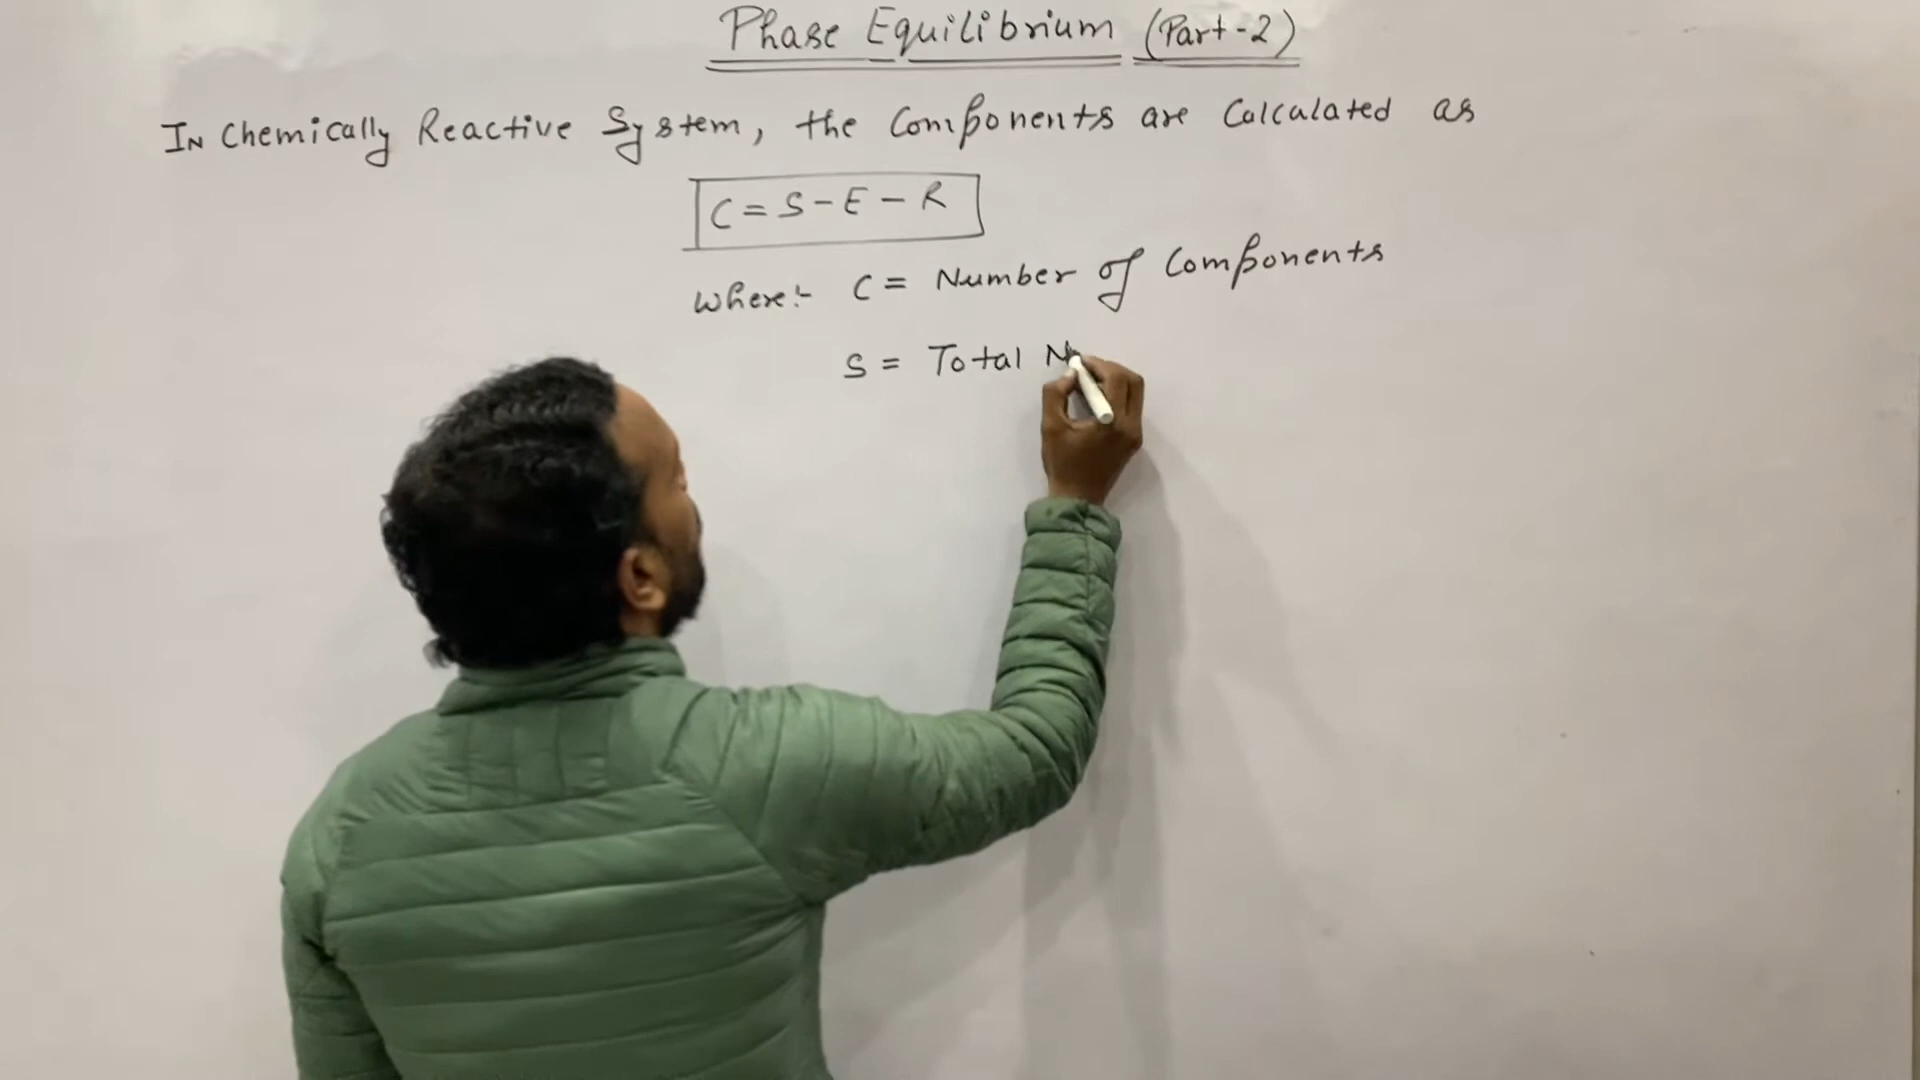 Phase Equilibrium (Part-2)
In Chemically Reactive System, the Components are Calculated as
C = S - E - R
Where:- C = Number of Components
S = Total